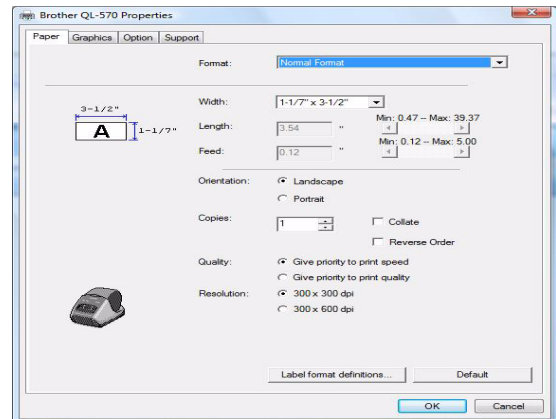 Brother QL-570 Properties
Paper Graphics Option Support
Format: Normal Format
3-1/2"
A
1-1/7"
Width: 1-1/7" x 3-1/2"
Length: 3.54 " Min: 0.47 -- Max: 39.37
Feed: 0.12 " Min: 0.12 -- Max: 5.00
Orientation: Landscape
Portrait
Copies: 1 Collate
Reverse Order
Quality: Give priority to print speed
Give priority to print quality
Resolution: 300 x 300 dpi
300 x 600 dpi
Label format definitions... Default
OK Cancel